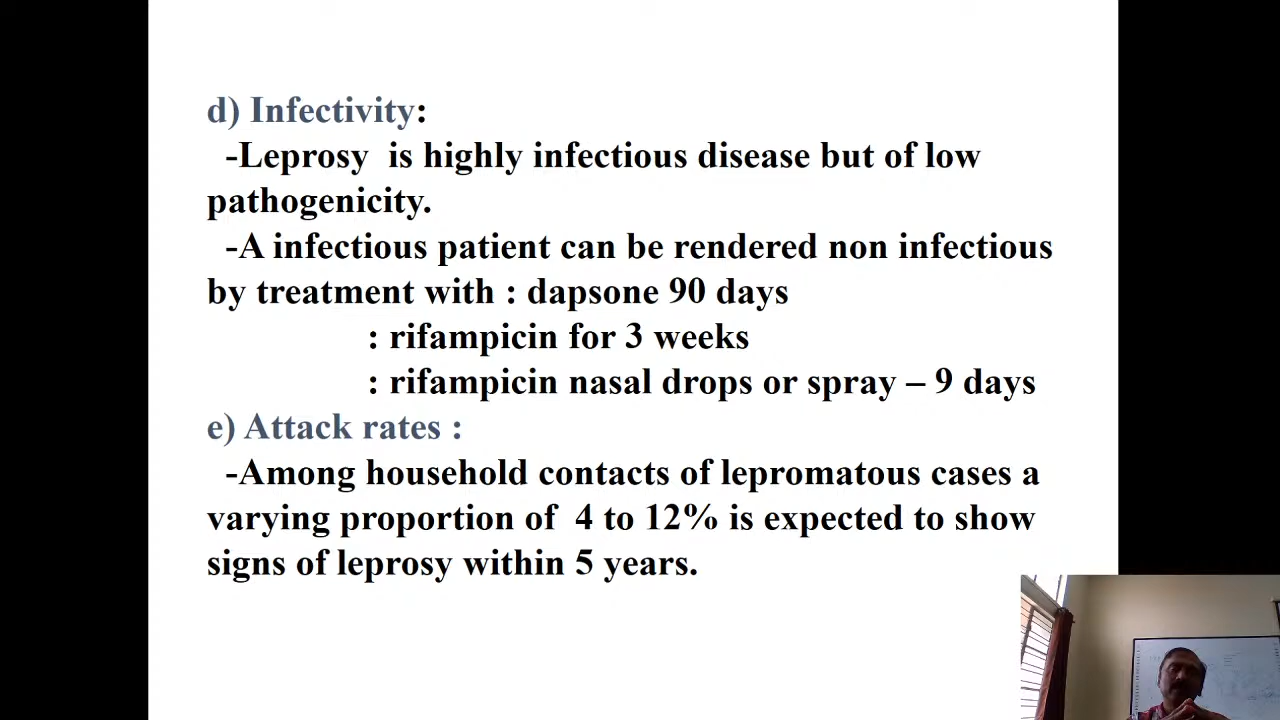 d) Infectivity:
-Leprosy is highly infectious disease but of low
pathogenicity.
-A infectious patient can be rendered non infectious
by treatment with : dapsone 90 days
: rifampicin for 3 weeks
: rifampicin nasal drops or spray – 9 days
e) Attack rates :
-Among household contacts of lepromatous cases a
varying proportion of 4 to 12% is expected to show
signs of leprosy within 5 years.